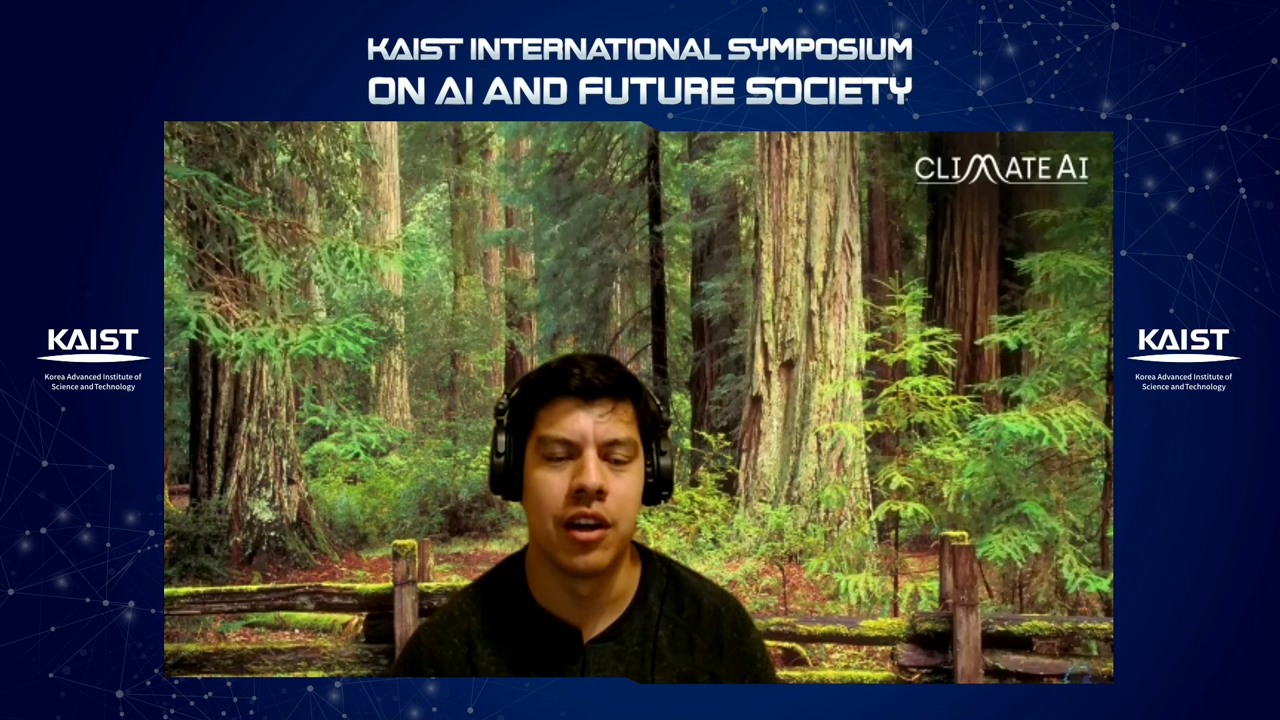 KAIST INTERNATIONAL SYMPOSIUM
ON AI AND FUTURE SOCIETY
CLIMATE AI
KAIST
Korea Advanced Institute of
Science and Technology
KAIST
Korea Advanced Institute of
Science and Technology